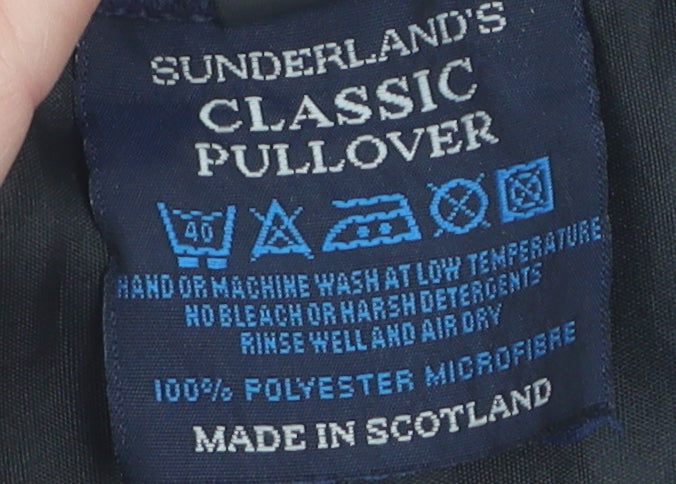 SUNDERLAND'S
CLASSIC
PULLOVER
40
HAND OR MACHINE WASH AT LOW TEMPERATURE
NO BLEACH OR HARSH DETERGENTS
RINSE WELL AND AIR DRY
100% POLYESTER MICROFIBRE
MADE IN SCOTLAND